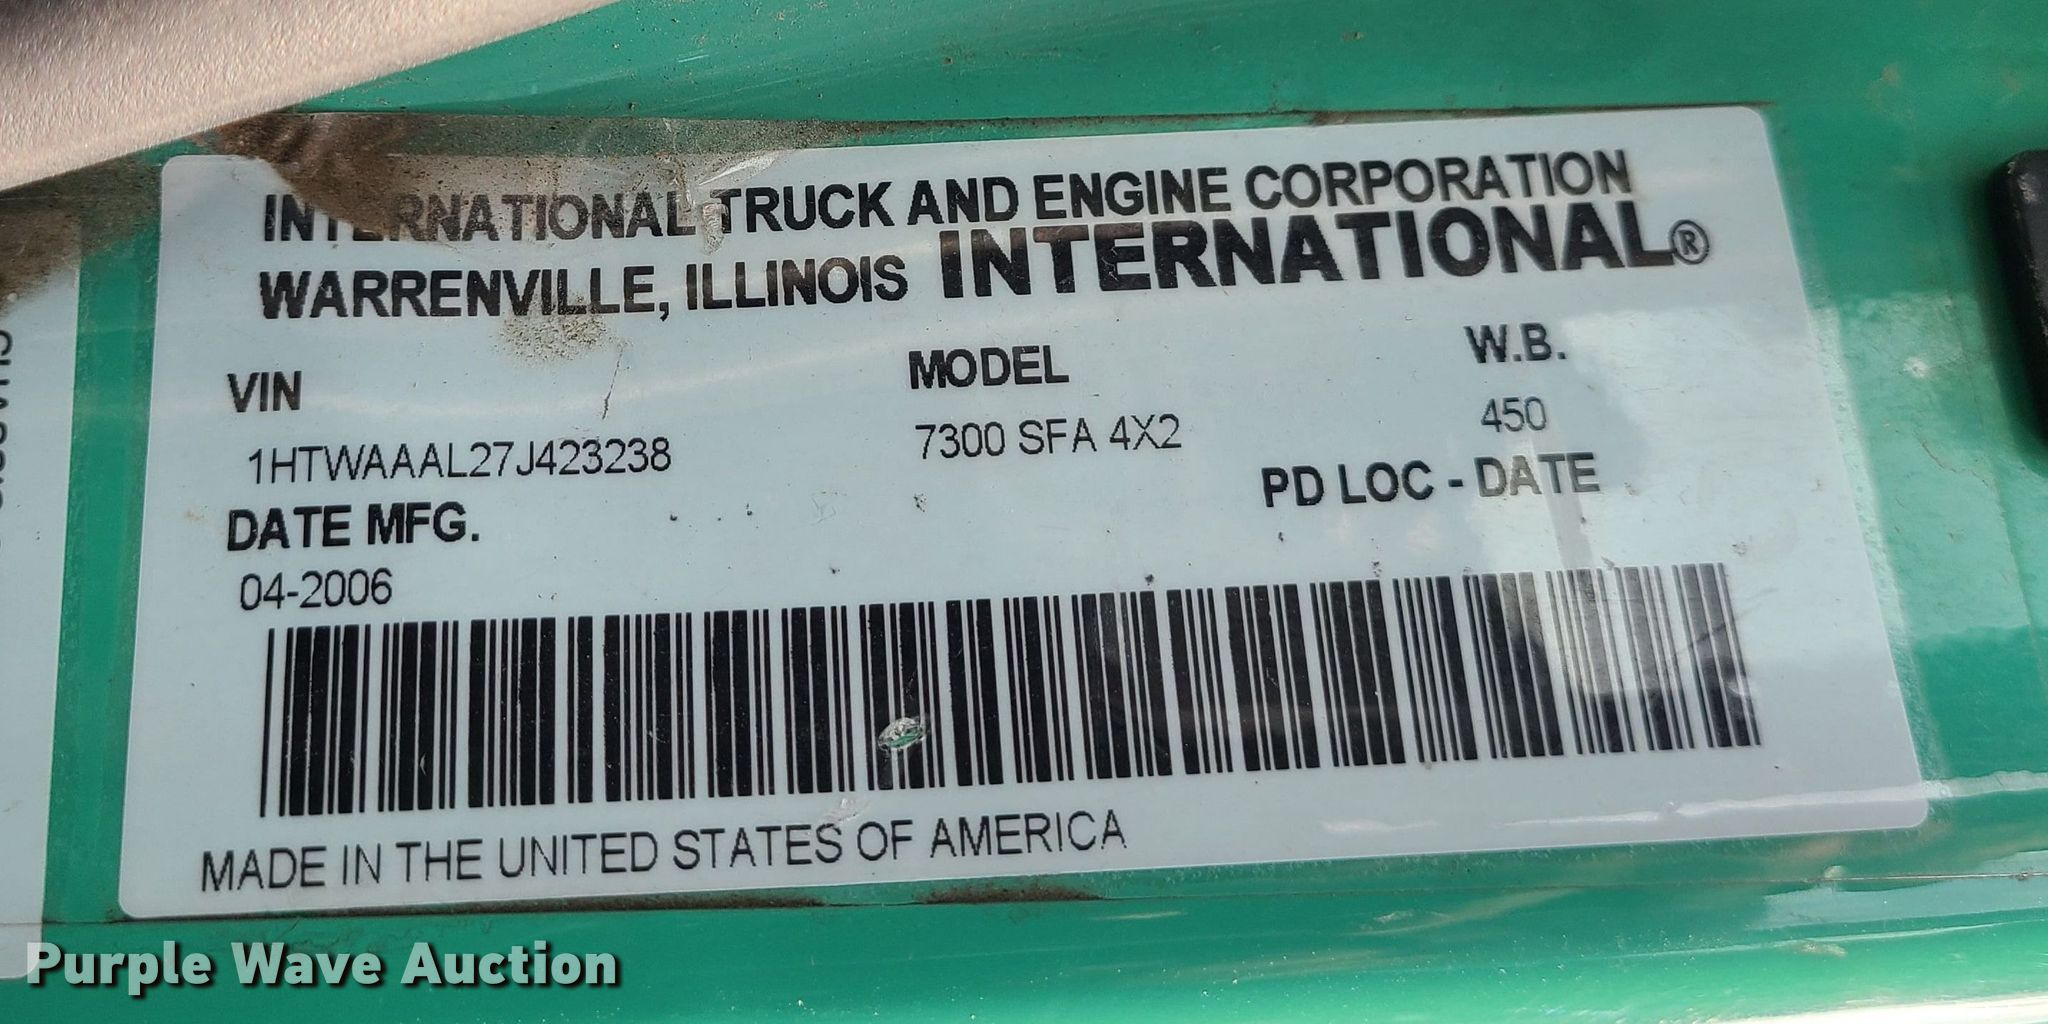 INTERNATIONAL TRUCK AND ENGINE CORPORATION
WARRENVILLE, ILLINOIS INTERNATIONAL®
VIN MODEL W.B.
1HTWAAAL27J423238 7300 SFA 4X2 450
DATE MFG. PD LOC - DATE
04-2006
MADE IN THE UNITED STATES OF AMERICA
Purple Wave Auction